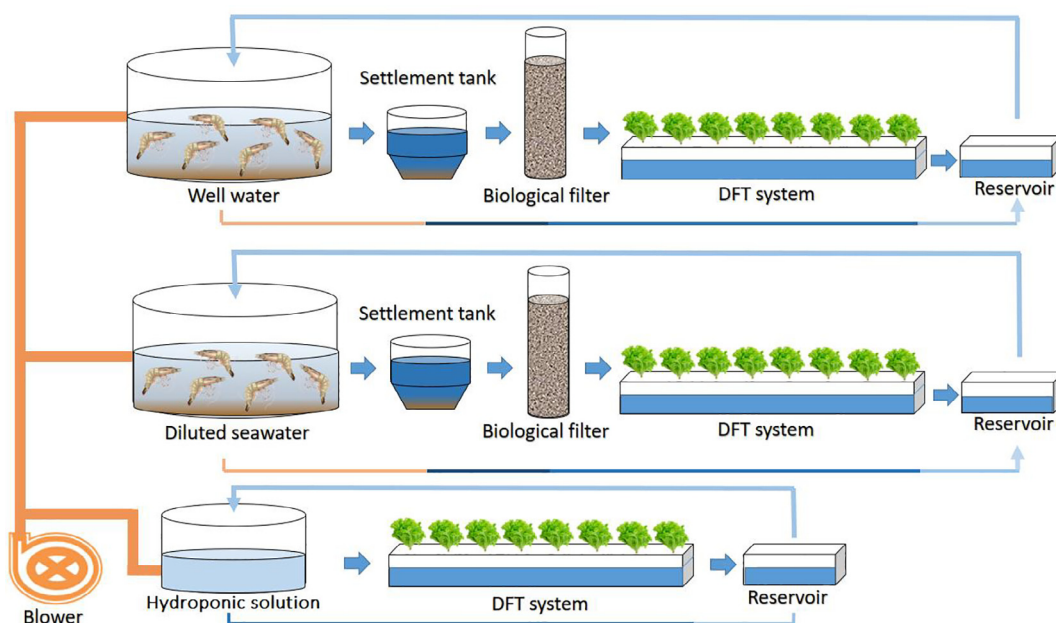 Settlement tank
Well water
Biological filter
DFT system
Reservoir
Settlement tank
Diluted seawater
Biological filter
DFT system
Reservoir
Blower
Hydroponic solution
DFT system
Reservoir